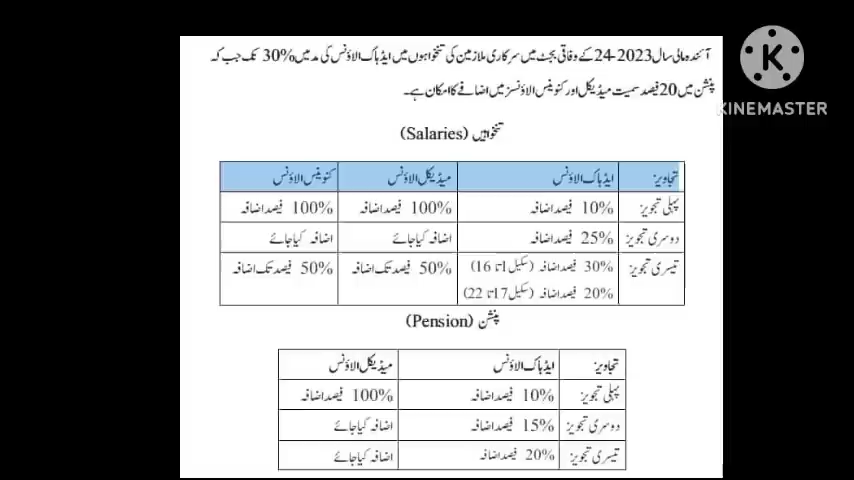 آئندہ مالی سال 2023-24 کے وفاقی بجٹ میں سرکاری ملازمین کی تنخواہوں میں ایڈہاک الاؤنس کی مد میں %30 تک جب کہ
پنشن میں 20 فیصد سمیت میڈیکل اور کنوینس الاؤنسز میں اضافے کا امکان ہے۔
KINEMASTER
تنخواہیں (Salaries)
تجاویز ایڈہاک الاؤنس میڈیکل الاؤنس کنوینس الاؤنس
پہلی تجویز 10% فیصد اضافہ 100% فیصد اضافہ 100% فیصد اضافہ
دوسری تجویز 25% فیصد اضافہ اضافہ کیا جائے اضافہ کیا جائے
تیسری تجویز 30% فیصد اضافہ (سکیل 1 تا 16) 50% فیصد تک اضافہ 50% فیصد تک اضافہ
20% فیصد اضافہ (سکیل 17 تا 22)
پنشن (Pension)
تجاویز ایڈہاک الاؤنس میڈیکل الاؤنس
پہلی تجویز 10% فیصد اضافہ 100% فیصد اضافہ
دوسری تجویز 15% فیصد اضافہ اضافہ کیا جائے
تیسری تجویز 20% فیصد اضافہ اضافہ کیا جائے